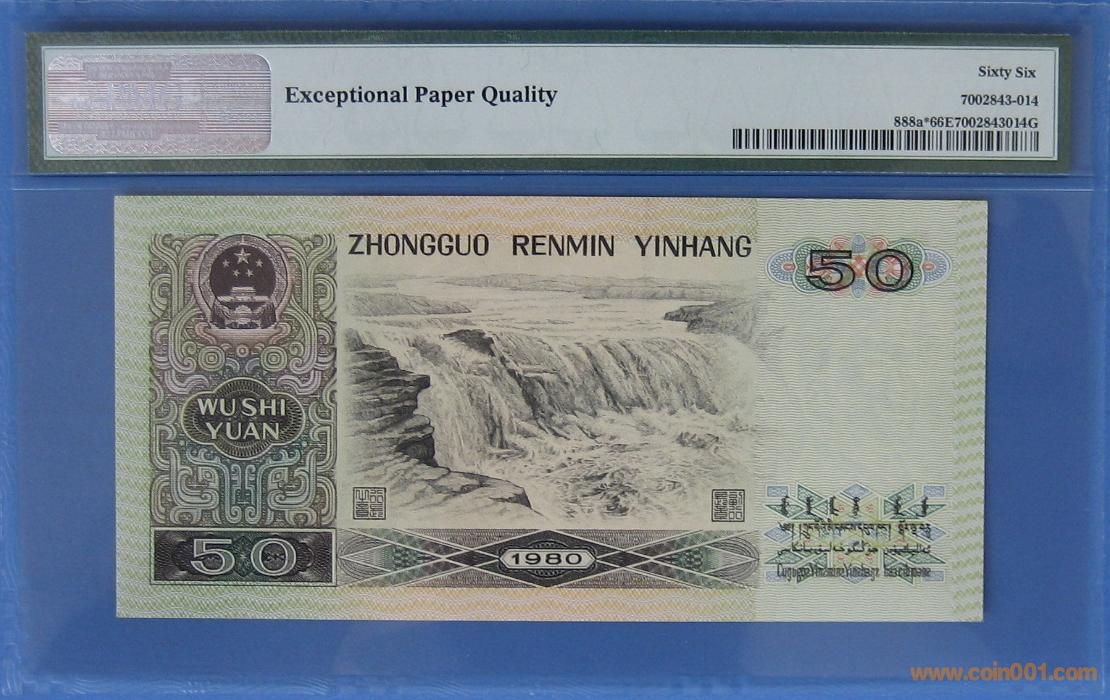 Exceptional Paper Quality
Sixty Six
7002843-014
888a*66E7002843014G
ZHONGGUO RENMIN YINHANG
50
WU SHI
YUAN
50
1980
www.coin001.com